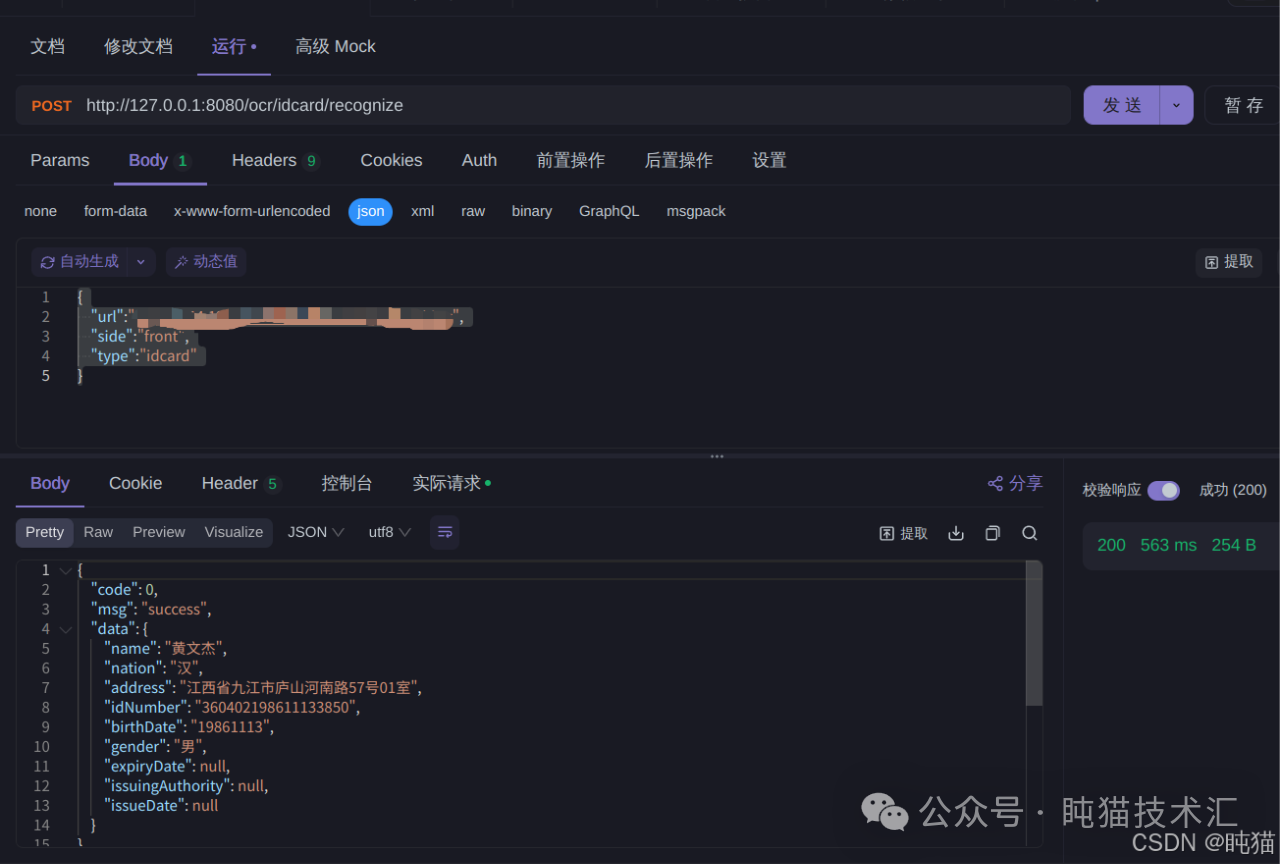 文档 修改文档 运行 高级 Mock
POST http://127.0.0.1:8080/ocr/idcard/recognize 发 送 暂 存
Params Body 1 Headers 9 Cookies Auth 前置操作 后置操作 设置
none form-data x-www-form-urlencoded json xml raw binary GraphQL msgpack
自动生成 动态值 提取
1 {
2 "url":" ",
3 "side":"front",
4 "type":"idcard"
5 }
Body Cookie Header 5 控制台 实际请求 分享 校验响应 成功 (200)
Pretty Raw Preview Visualize JSON utf8 提取
200 563 ms 254 B
1 {
2 "code": 0,
3 "msg": "success",
4 "data": {
5 "name": "黄文杰",
6 "nation": "汉",
7 "address": "江西省九江市庐山河南路57号01室",
8 "idNumber": "360402198611133850",
9 "birthDate": "19861113",
10 "gender": "男",
11 "expiryDate": null,
12 "issuingAuthority": null,
13 "issueDate": null
14 }
15 }
公众号 · 盹猫技术汇
CSDN @盹猫